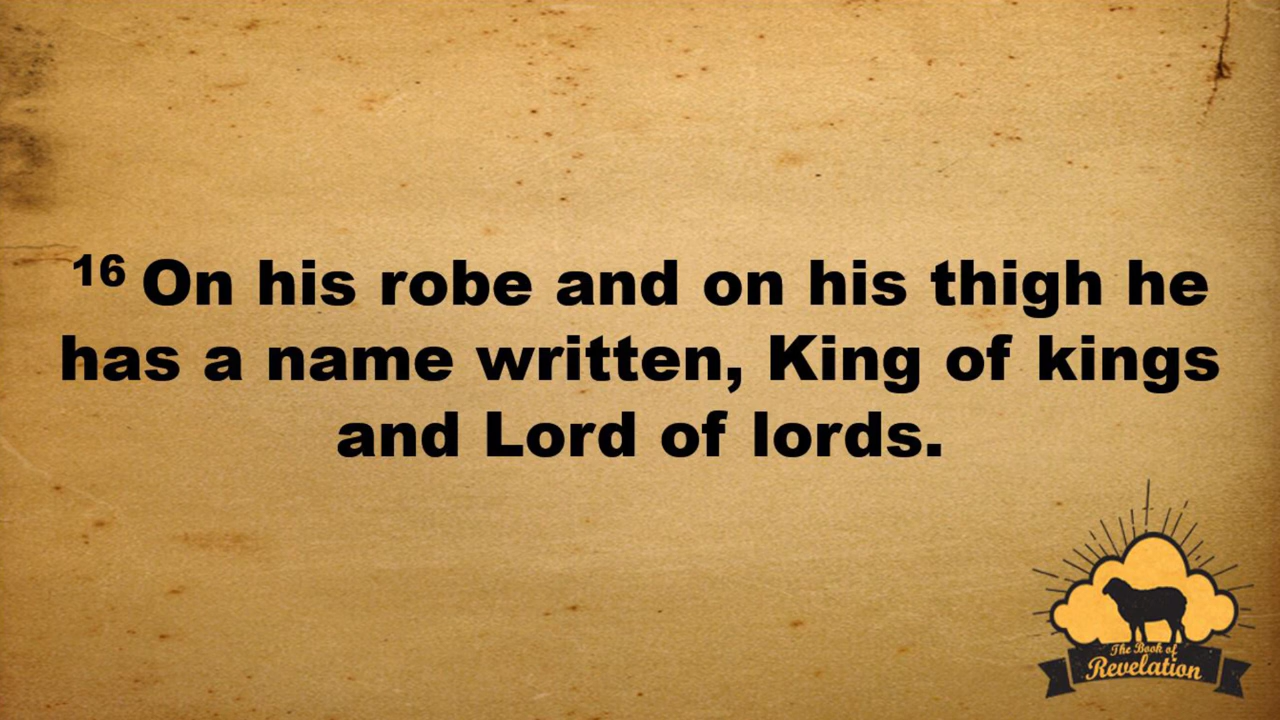 16 On his robe and on his thigh he
has a name written, King of kings
and Lord of lords.
The Book of
Revelation